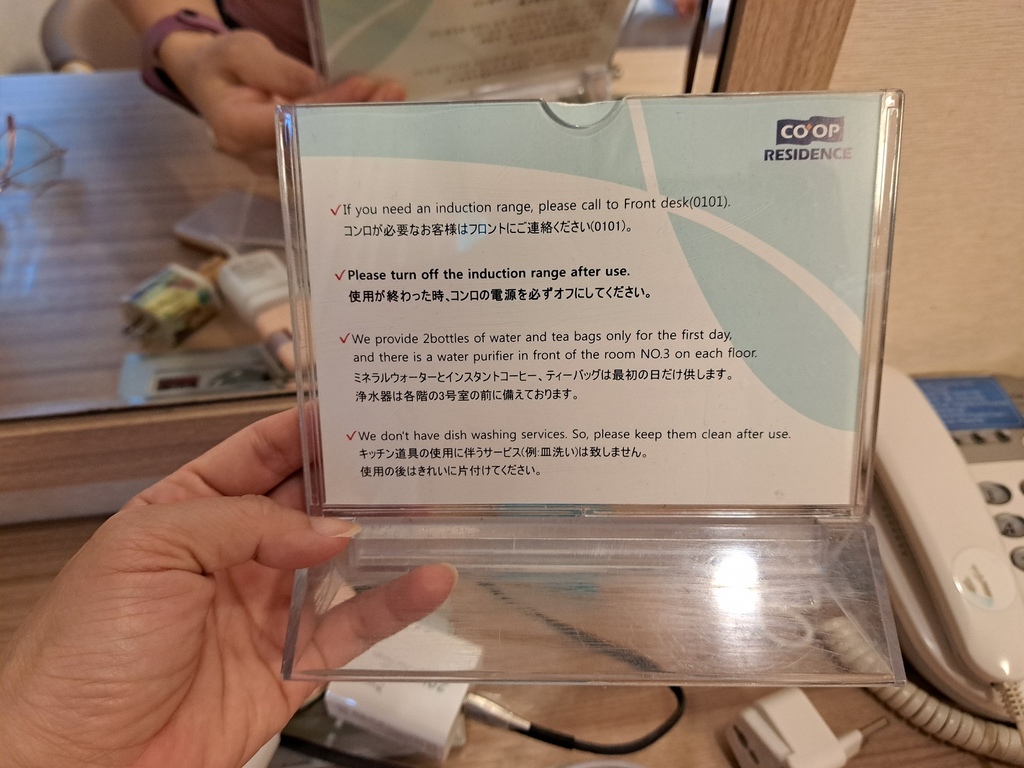 CO'OP
RESIDENCE
✓If you need an induction range, please call to Front desk(0101).
コンロが必要なお客様はフロントにご連絡ください(0101)。
✓Please turn off the induction range after use.
使用が終わった時、コンロの電源を必ずオフにしてください。
✓We provide 2bottles of water and tea bags only for the first day,
and there is a water purifier in front of the room NO.3 on each floor.
ミネラルウォーターとインスタントコーヒー、ティーバッグは最初の日だけ供します。
浄水器は各階の3号室の前に備えております。
✓We don't have dish washing services. So, please keep them clean after use.
キッチン道具の使用に伴うサービス(例:皿洗い)は致しません。
使用の後はきれいに片付けてください。